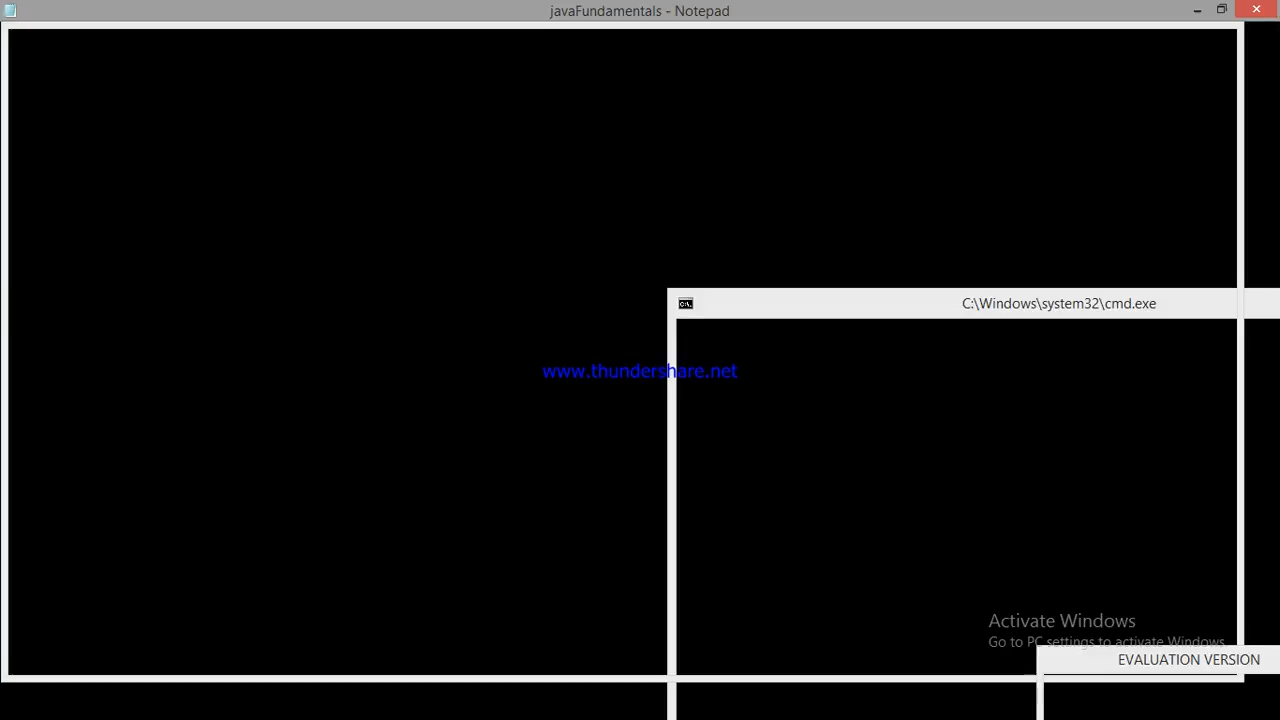 javaFundamentals - Notepad
C:\Windows\system32\cmd.exe
www.thundershare.net
Activate Windows
Go to PC settings to activate Windows.
EVALUATION VERSION